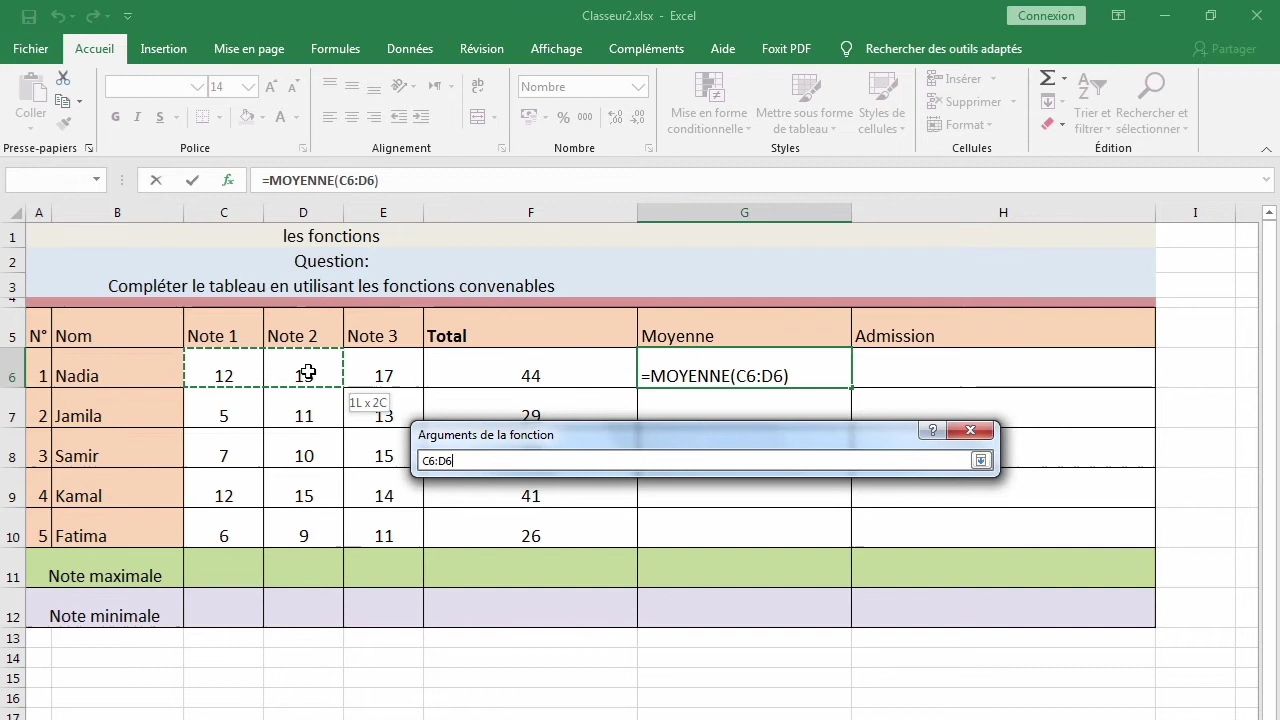 Classeur2.xlsx - Excel
Connexion
Fichier Accueil Insertion Mise en page Formules Données Révision Affichage Compléments Aide Foxit PDF Rechercher des outils adaptés Partager
Coller
Presse-papiers
14
G I S
Police
Alignement
Nombre
% 000
Nombre
Mise en forme conditionnelle
Mettre sous forme de tableau
Styles de cellules
Styles
Insérer
Supprimer
Format
Cellules
Trier et filtrer
Rechercher et sélectionner
Édition
=MOYENNE(C6:D6)
A B C D E F G H I
1 les fonctions
2 Question:
3 Compléter le tableau en utilisant les fonctions convenables
4
5 N° Nom Note 1 Note 2 Note 3 Total Moyenne Admission
6 1 Nadia 12 15 17 44 =MOYENNE(C6:D6)
1L x 2C
7 2 Jamila 5 11 13 29
Arguments de la fonction
C6:D6
8 3 Samir 7 10 15
9 4 Kamal 12 15 14 41
10 5 Fatima 6 9 11 26
11 Note maximale
12 Note minimale
13
14
15
16
17